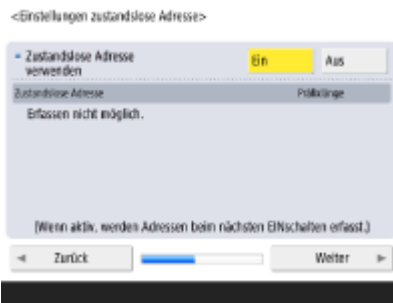 <Einstellungen zustandslose Adresse>
Zustandslose Adresse
verwenden
Ein
Aus
Zustandslose Adresse Präfixlänge
Erfassen nicht möglich.
(Wenn aktiv, werden Adressen beim nächsten EINschalten erfasst.)
Zurück
Weiter